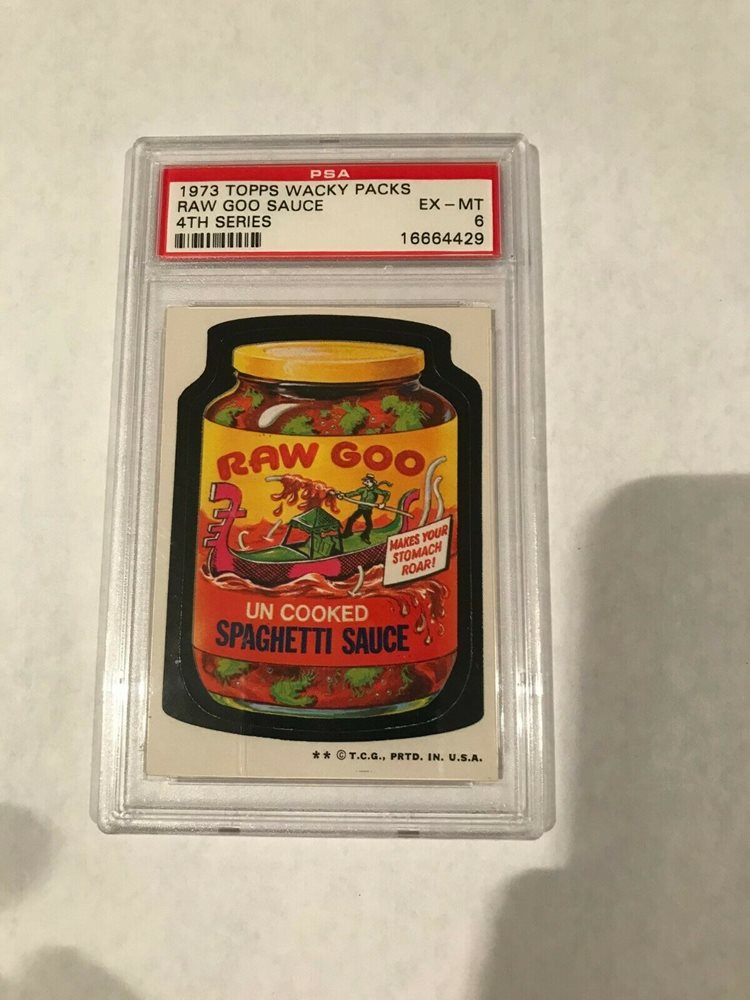 PSA
1973 TOPPS WACKY PACKS
RAW GOO SAUCE EX - MT
4TH SERIES 6
16664429
RAW GOO
MAKES YOUR
STOMACH
ROAR!
UN COOKED
SPAGHETTI SAUCE
** © T.C.G., PRTD. IN. U.S.A.